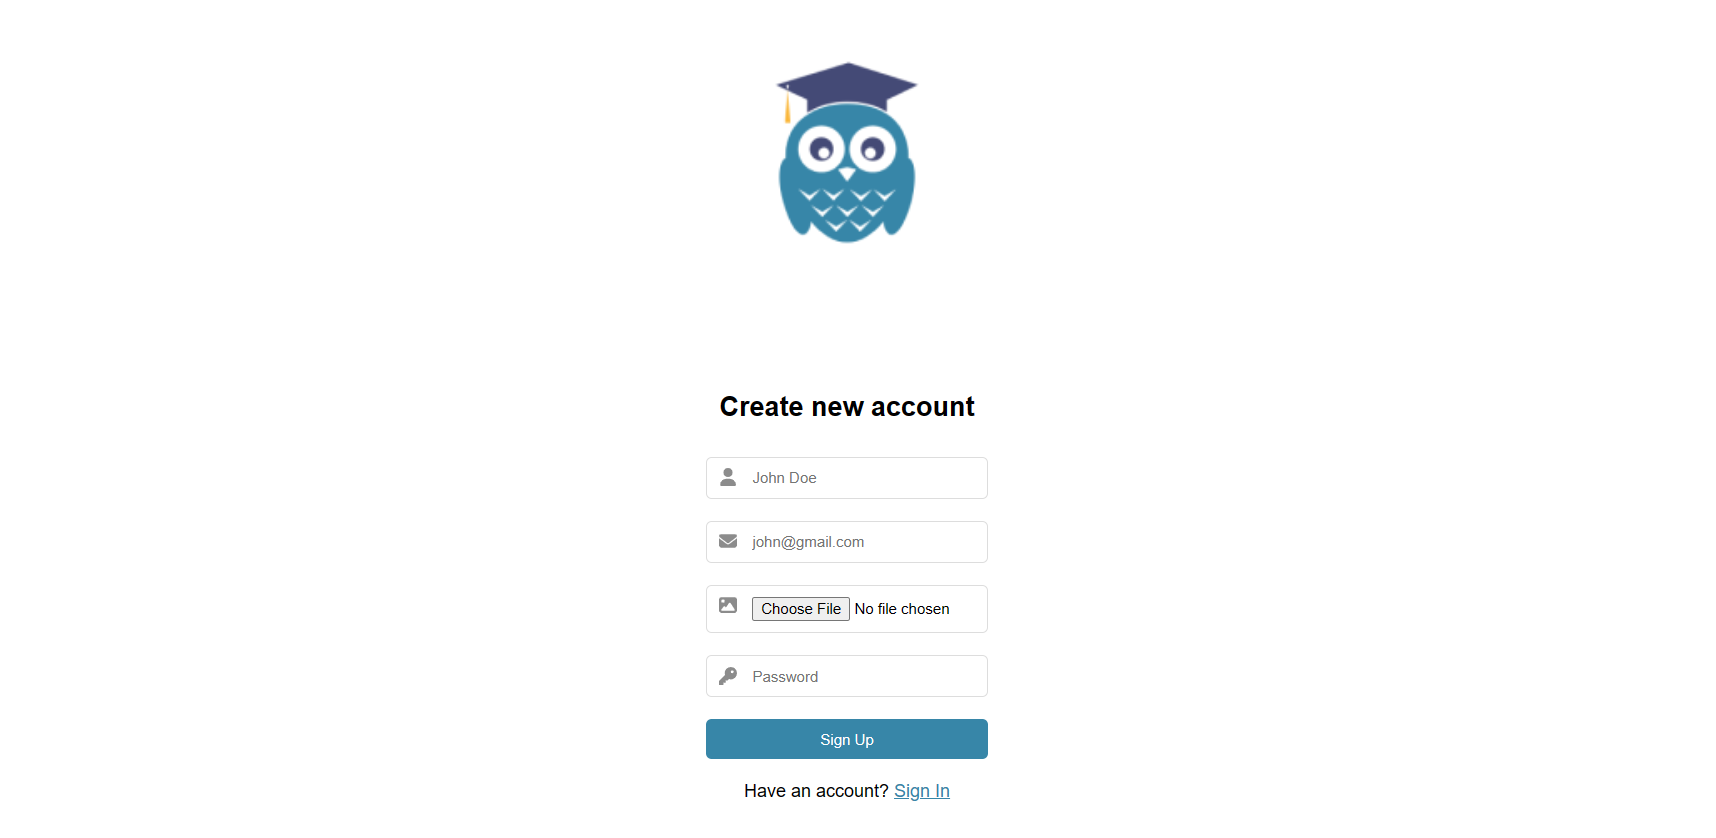 Create new account
John Doe
john@gmail.com
Choose File No file chosen
Password
Sign Up
Have an account? Sign In